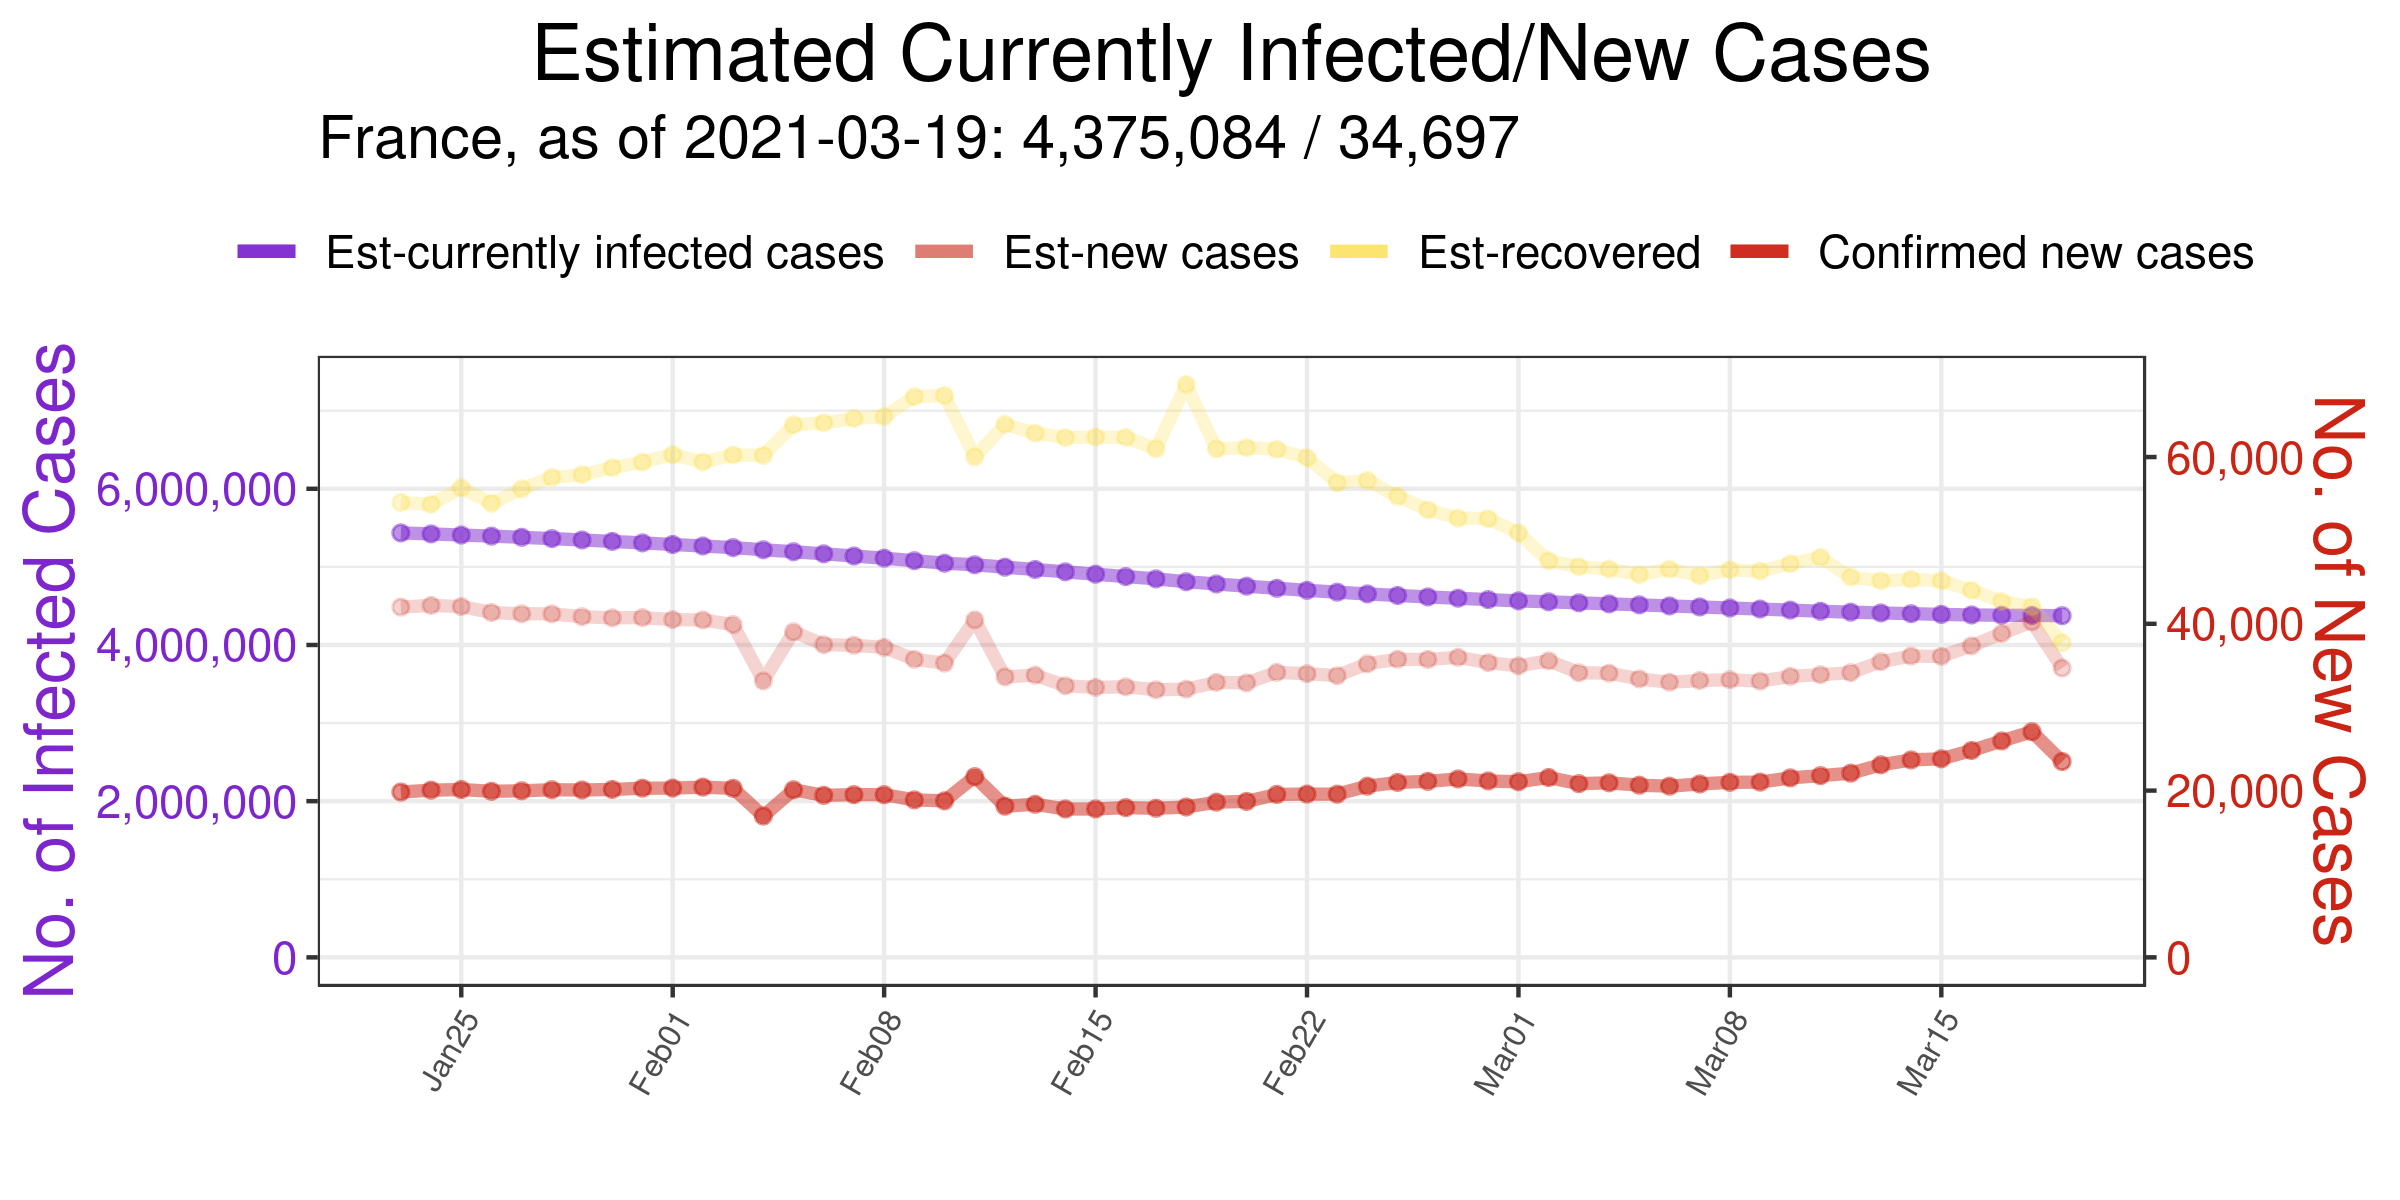 Estimated Currently Infected/New Cases
France, as of 2021-03-19: 4,375,084 / 34,697
Est-currently infected cases
Est-new cases
Est-recovered
Confirmed new cases
No. of Infected Cases
6,000,000
4,000,000
2,000,000
0
60,000
40,000
20,000
0
No. of New Cases
Jan25
Feb01
Feb08
Feb15
Feb22
Mar01
Mar08
Mar15